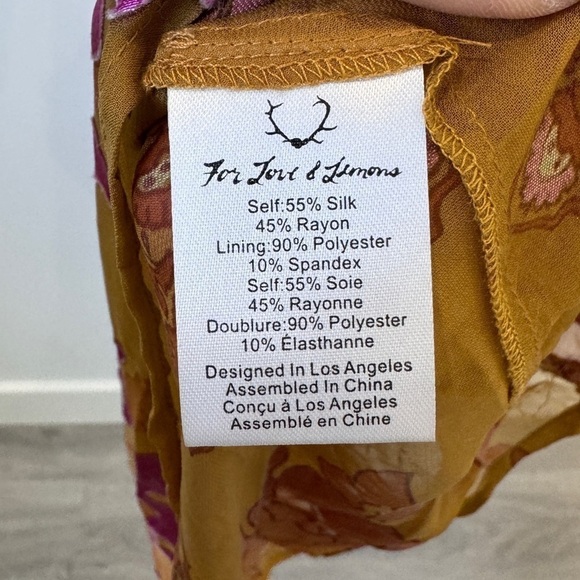 For Love & Lemons
Self:55% Silk
45% Rayon
Lining:90% Polyester
10% Spandex
Self:55% Soie
45% Rayonne
Doublure:90% Polyester
10% Élasthanne
Designed In Los Angeles
Assembled In China
Conçu à Los Angeles
Assemblé en Chine